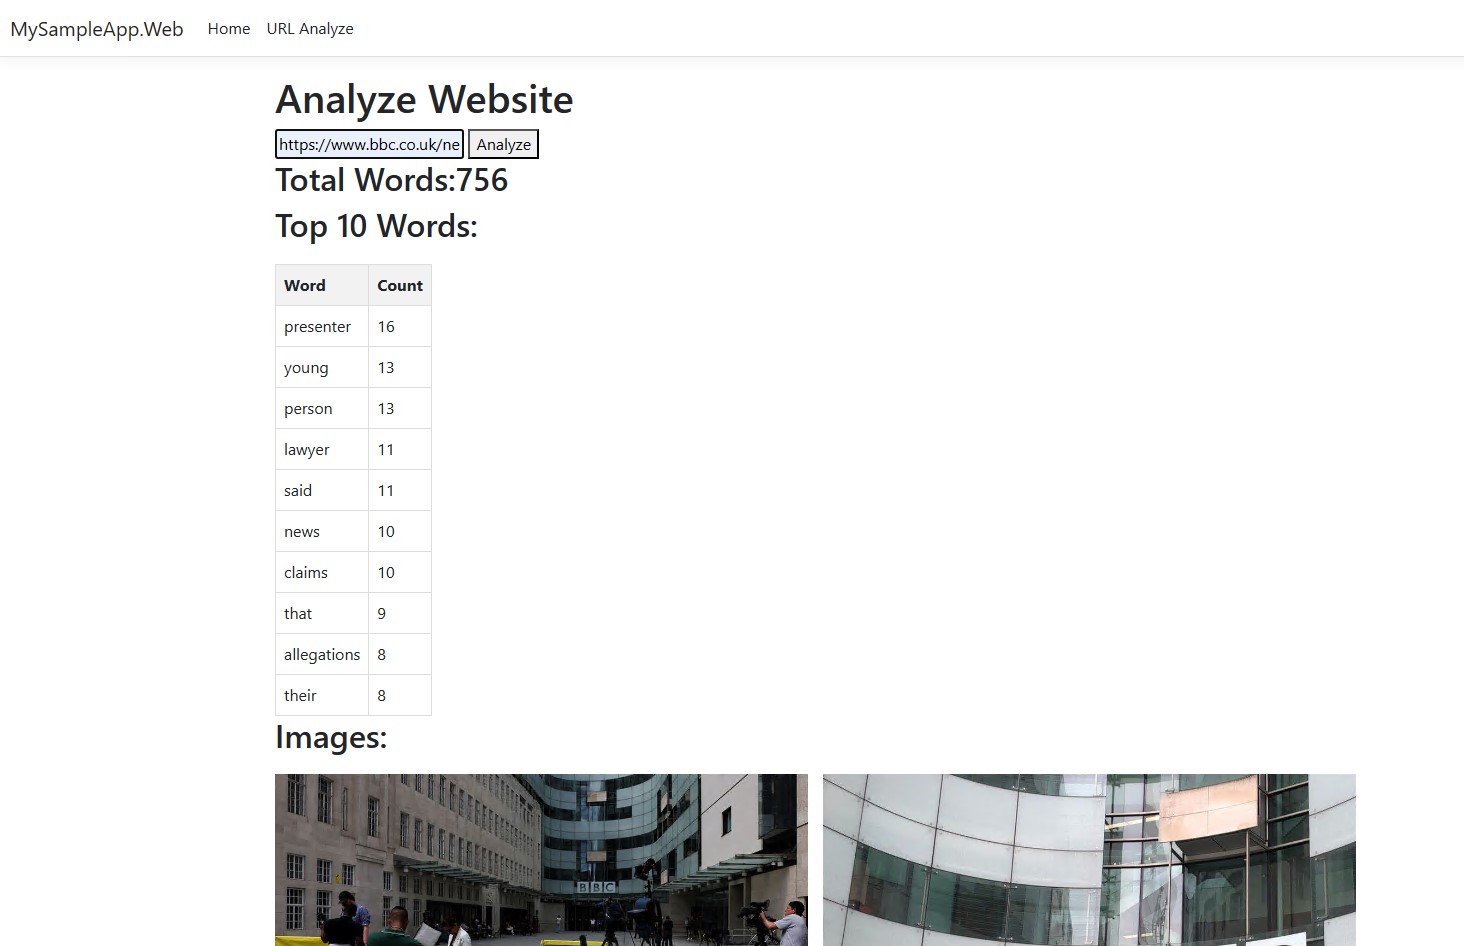 MySampleApp.Web Home URL Analyze
Analyze Website
https://www.bbc.co.uk/ne Analyze
Total Words:756
Top 10 Words:
Word Count
presenter 16
young 13
person 13
lawyer 11
said 11
news 10
claims 10
that 9
allegations 8
their 8
Images:
BBC